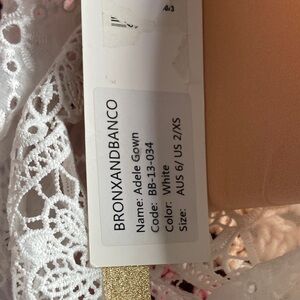 BRONXANDBANCO
Name: Adele Gown
Code: BB-13-034
Color: White
Size: AUS 6/ US 2/XS